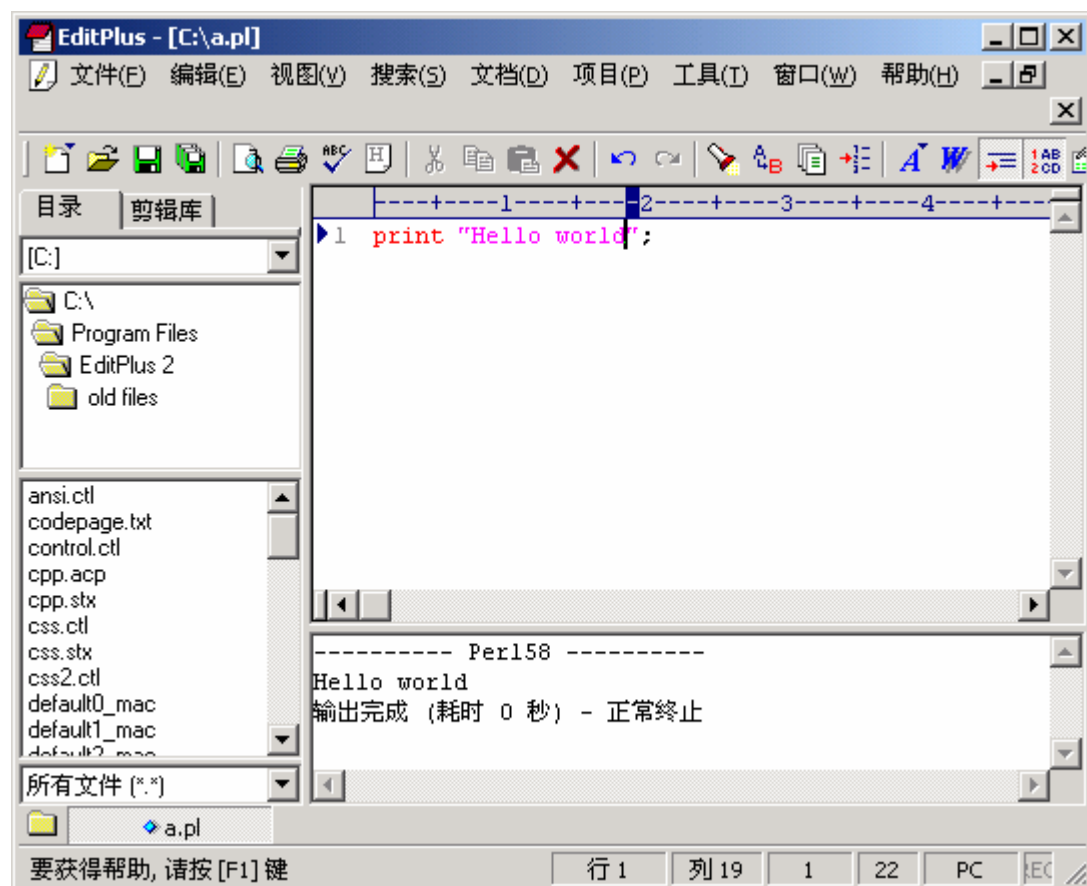 EditPlus - [C:\a.pl]
文件(F) 编辑(E) 视图(V) 搜索(S) 文档(D) 项目(P) 工具(T) 窗口(W) 帮助(H)
目录 剪辑库
[C:]
C:\
Program Files
EditPlus 2
old files
ansi.ctl
codepage.txt
control.ctl
cpp.acp
cpp.stx
css.ctl
css.stx
css2.ctl
default0_mac
default1_mac
default2_mac
所有文件 (*.*)
----+----1----+----2----+----3----+----4----+----
1 print "Hello world";
---------- Perl58 ----------
Hello world
输出完成 (耗时 0 秒) - 正常终止
a.pl
要获得帮助, 请按 [F1] 键 行 1 列 19 1 22 PC REC